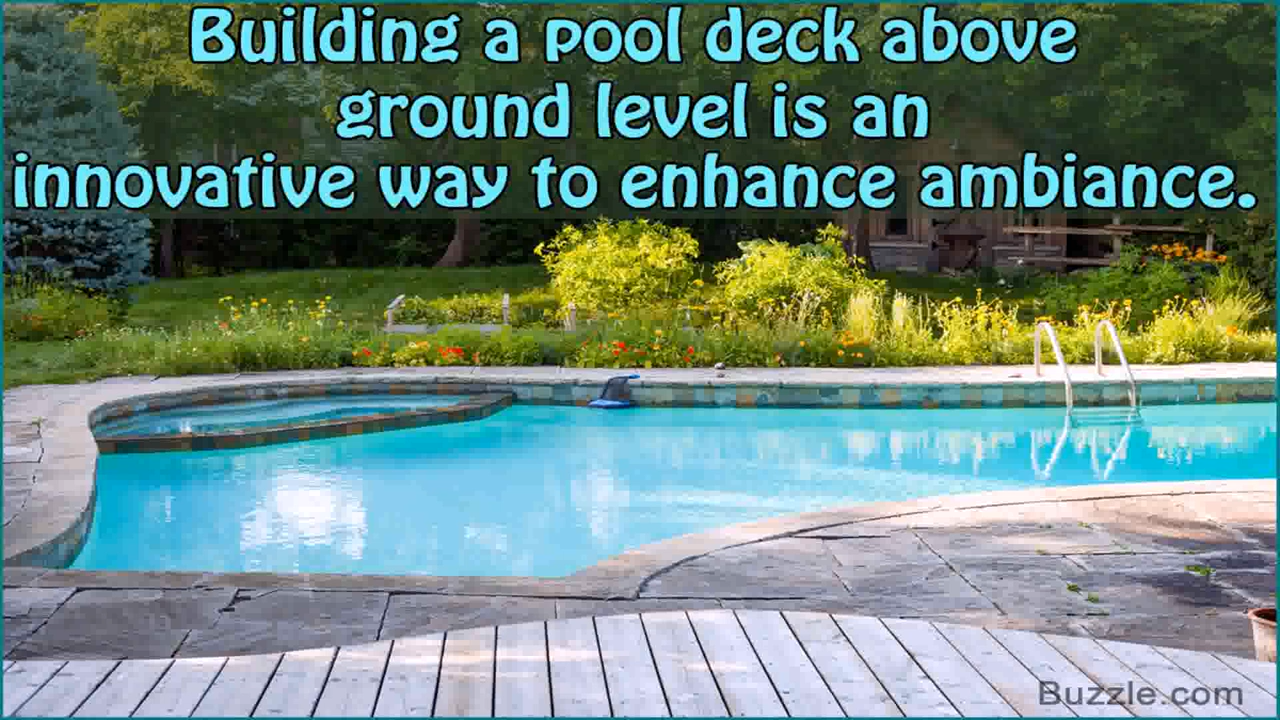 Building a pool deck above
ground level is an
innovative way to enhance ambiance.
Buzzle.com